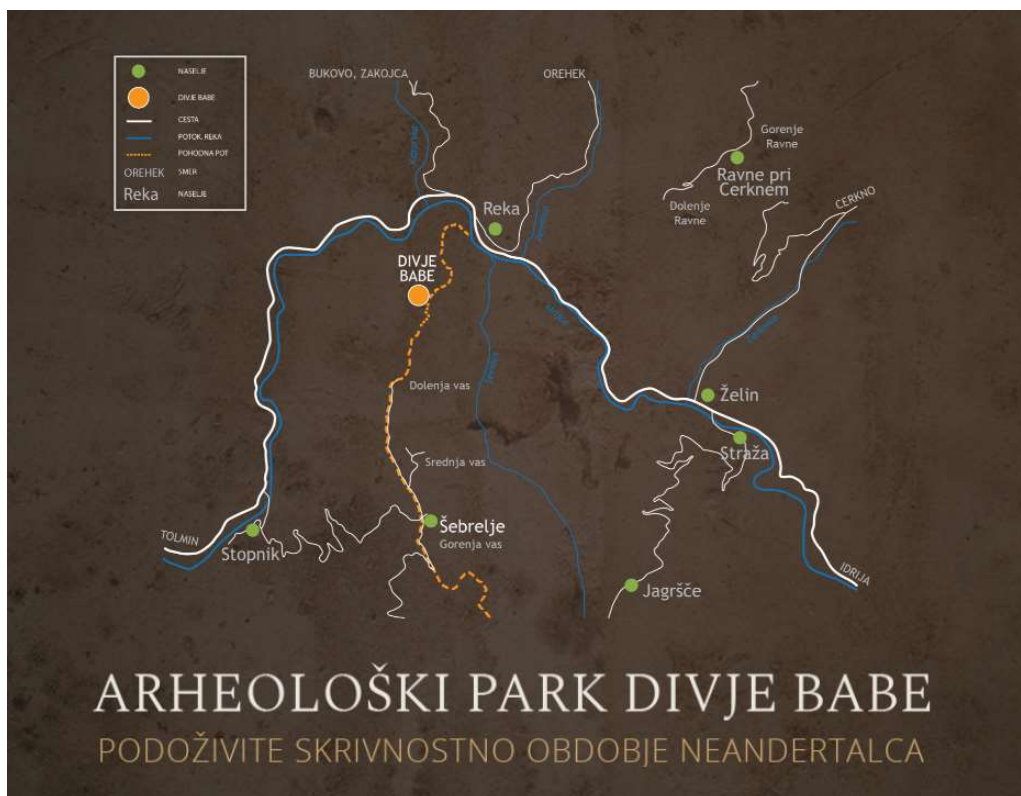 NASELJE
DIVJE BABE
CESTA
POTOK, REKA
POHODNA POT
OREHEK SMER
Reka NASELJE
BUKOVO, ZAKOJCA
OREHEK
Gorenje
Ravne
Ravne pri
Cerknem
Dolenje
Ravne
CERKNO
Reka
DIVJE
BABE
Dolenja vas
Želin
Straža
Srednja vas
Šebrelje
Gorenja vas
TOLMIN
Stopnik
IDRIJA
Jagršče
ARHEOLOŠKI PARK DIVJE BABE
PODOŽIVITE SKRIVNOSTNO OBDOBJE NEANDERTALCA